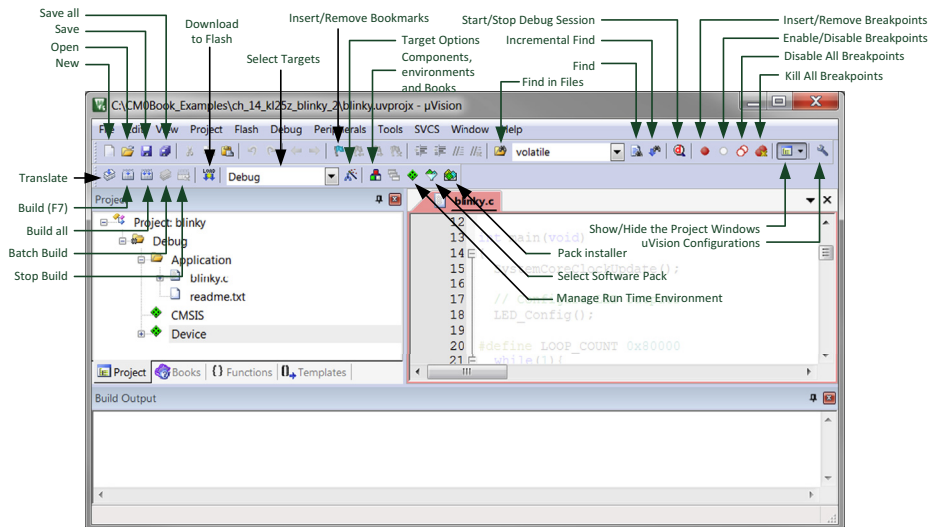 Save all
Save
Open
New
Download
to Flash
Select Targets
Insert/Remove Bookmarks
Target Options
Components,
environments
and Books
Start/Stop Debug Session
Incremental Find
Find
Find in Files
Insert/Remove Breakpoints
Enable/Disable Breakpoints
Disable All Breakpoints
Kill All Breakpoints
C:\CM0Book_Examples\ch_14_kl25z_blinky_2\blinky.uvprojx - µVision
File Edit View Project Flash Debug Peripherals Tools SVCS Window Help
volatile
LOAD
Debug
Translate
Build (F7)
Build all
Batch Build
Stop Build
Project
Project: blinky
Debug
Application
blinky.c
readme.txt
CMSIS
Device
Project Books {} Functions Templates
blinky.c
12
13 int main(void)
14
15 SystemCoreClockUpdate();
16
17 //
18 LED_Config();
19
20 #define LOOP_COUNT 0x80000
21 while(1){
Show/Hide the Project Windows
uVision Configurations
Pack installer
Select Software Pack
Manage Run Time Environment
Build Output